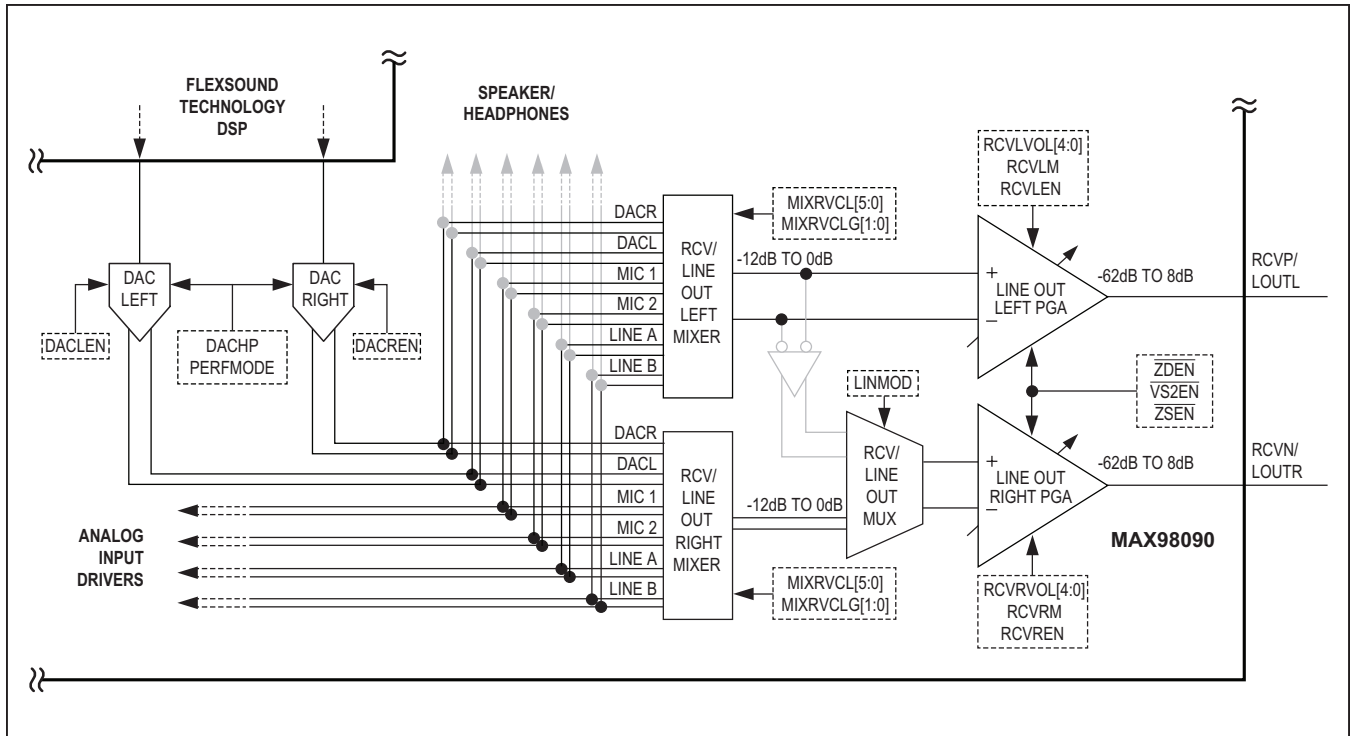 FLEXSOUND
TECHNOLOGY
DSP
SPEAKER/
HEADPHONES
DAC
LEFT
DAC
RIGHT
DACLEN
DACHP
PERFMODE
DACREN
DACR
DACL
MIC 1
MIC 2
LINE A
LINE B
RCV/
LINE
OUT
LEFT
MIXER
MIXRVCL[5:0]
MIXRVCLG[1:0]
-12dB TO 0dB
RCVLVOL[4:0]
RCVLM
RCVLEN
+
−
LINE OUT
LEFT PGA
-62dB TO 8dB
RCVP/
LOUTL
ZDEN
VS2EN
ZSEN
LINMOD
RCV/
LINE
OUT
MUX
DACR
DACL
MIC 1
MIC 2
LINE A
LINE B
RCV/
LINE
OUT
RIGHT
MIXER
-12dB TO 0dB
MIXRVCL[5:0]
MIXRVCLG[1:0]
+
−
LINE OUT
RIGHT PGA
-62dB TO 8dB
RCVN/
LOUTR
MAX98090
RCVRVOL[4:0]
RCVRM
RCVREN
ANALOG
INPUT
DRIVERS